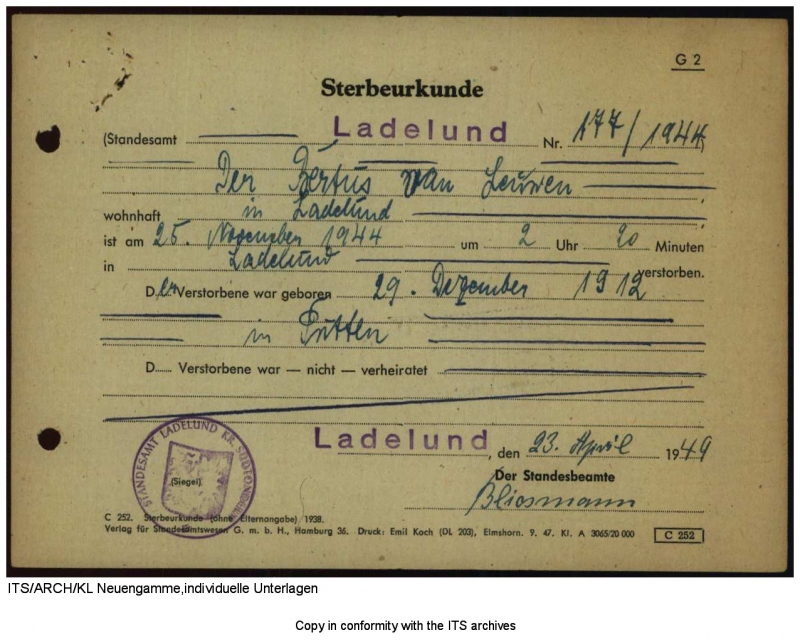 G 2
Sterbeurkunde
(Standesamt Ladelund Nr. 177/1944
Der Bertus van Leuwen
wohnhaft in Ladelund
ist am 25. November 1944 um 2 Uhr 20 Minuten
in Ladelund verstorben.
Der Verstorbene war geboren 29. Dezember 1912
in Putten
D..... Verstorbene war — nicht — verheiratet
Ladelund, den 23. April 1949
STANDESAMT LADELUND KR. SÜDTONDERN
(Siegel)
Der Standesbeamte
C 252. Sterbeurkunde (ohne Elternangabe) 1938.
Verlag für Standesamtswesen G. m. b. H., Hamburg 36. Druck: Emil Koch (DL 203), Elmshorn. 9. 47. Kl. A 3065/20 000
C 252
ITS/ARCH/KL Neuengamme,individuelle Unterlagen
Copy in conformity with the ITS archives